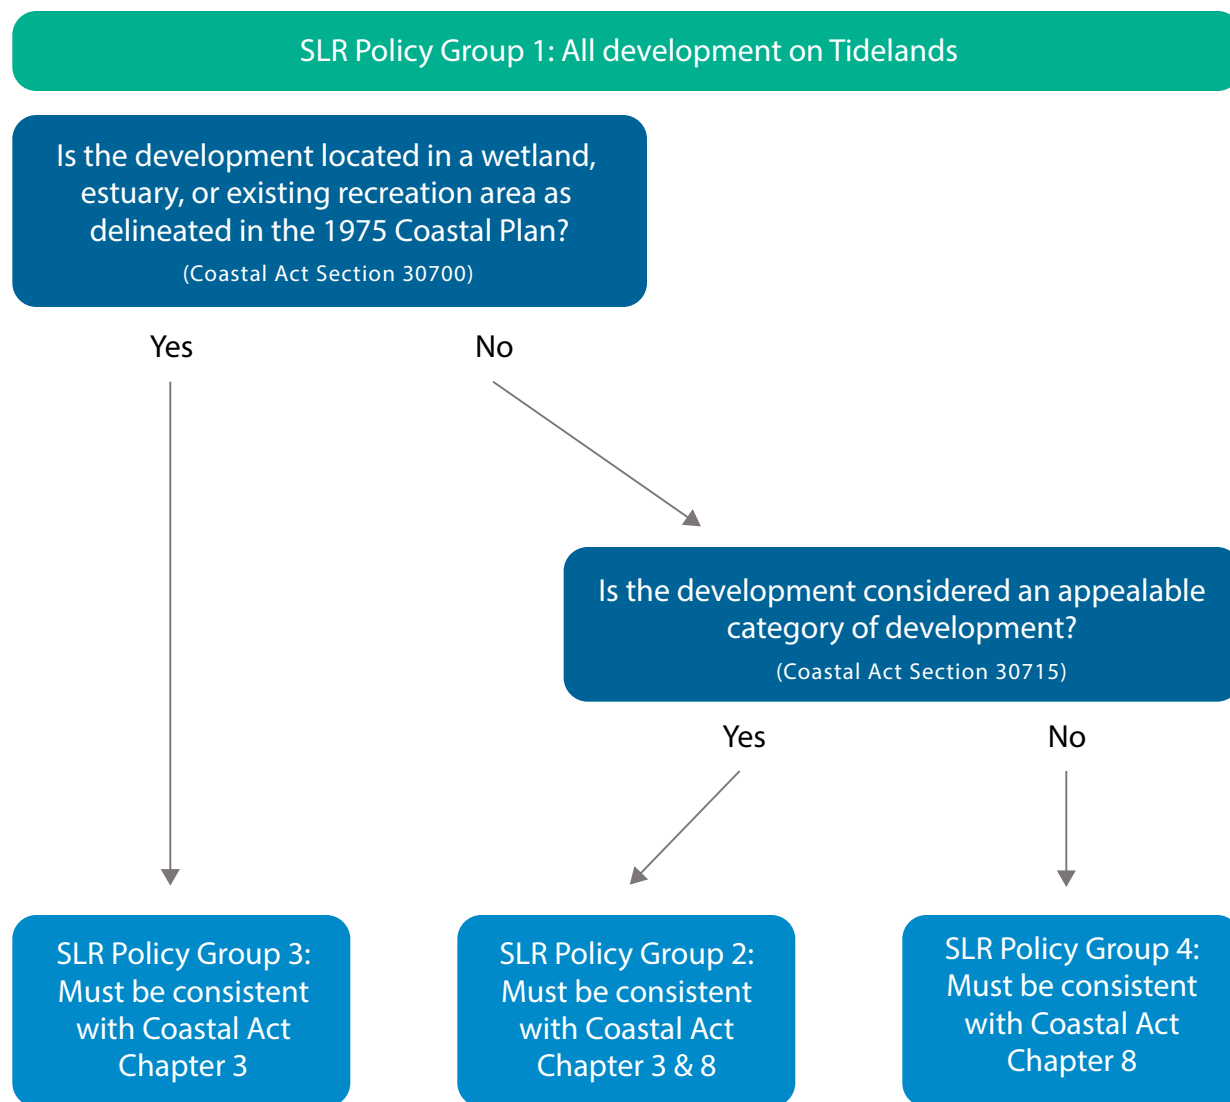 SLR Policy Group 1: All development on Tidelands
Is the development located in a wetland,
estuary, or existing recreation area as
delineated in the 1975 Coastal Plan?
(Coastal Act Section 30700)
Yes
No
Is the development considered an appealable
category of development?
(Coastal Act Section 30715)
Yes
No
SLR Policy Group 3:
Must be consistent
with Coastal Act
Chapter 3
SLR Policy Group 2:
Must be consistent
with Coastal Act
Chapter 3 & 8
SLR Policy Group 4:
Must be consistent
with Coastal Act
Chapter 8